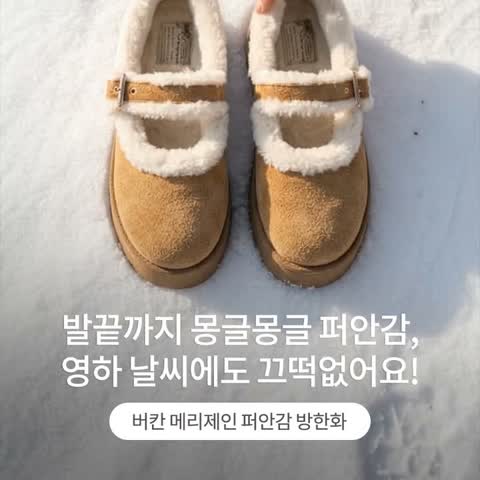 발끝까지 몽글몽글 퍼안감,
영하 날씨에도 끄떡없어요!
버칸 메리제인 퍼안감 방한화